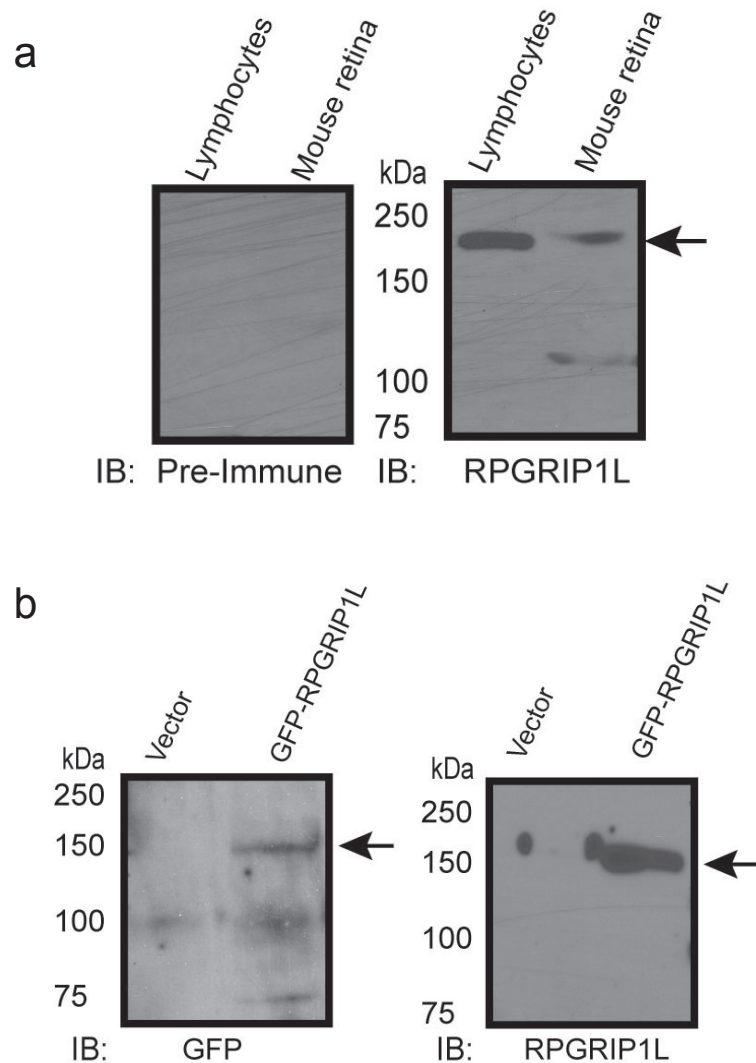 a
Lymphocytes
Mouse retina
Lymphocytes
Mouse retina
kDa
250
150
100
75
IB: Pre-Immune
IB: RPGRIP1L
b
Vector
GFP-RPGRIP1L
kDa
250
150
100
75
IB: GFP
Vector
GFP-RPGRIP1L
kDa
250
150
100
75
IB: RPGRIP1L